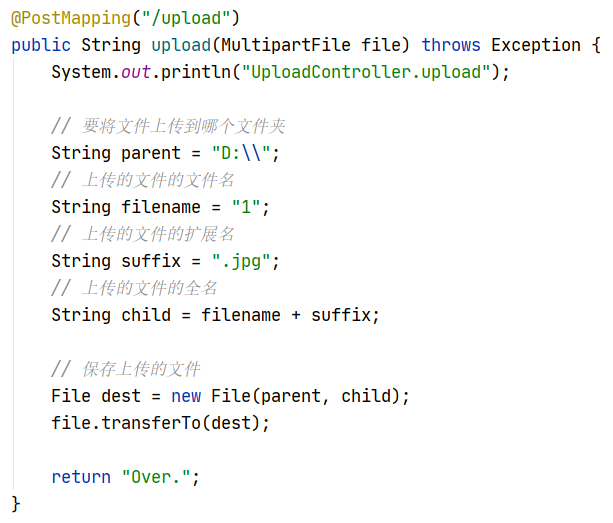 @PostMapping("/upload")
public String upload(MultipartFile file) throws Exception {
    System.out.println("UploadController.upload");

    // 要将文件上传到哪个文件夹
    String parent = "D:\\";
    // 上传的文件的文件名
    String filename = "1";
    // 上传的文件的扩展名
    String suffix = ".jpg";
    // 上传的文件的全名
    String child = filename + suffix;

    // 保存上传的文件
    File dest = new File(parent, child);
    file.transferTo(dest);

    return "Over.";
}